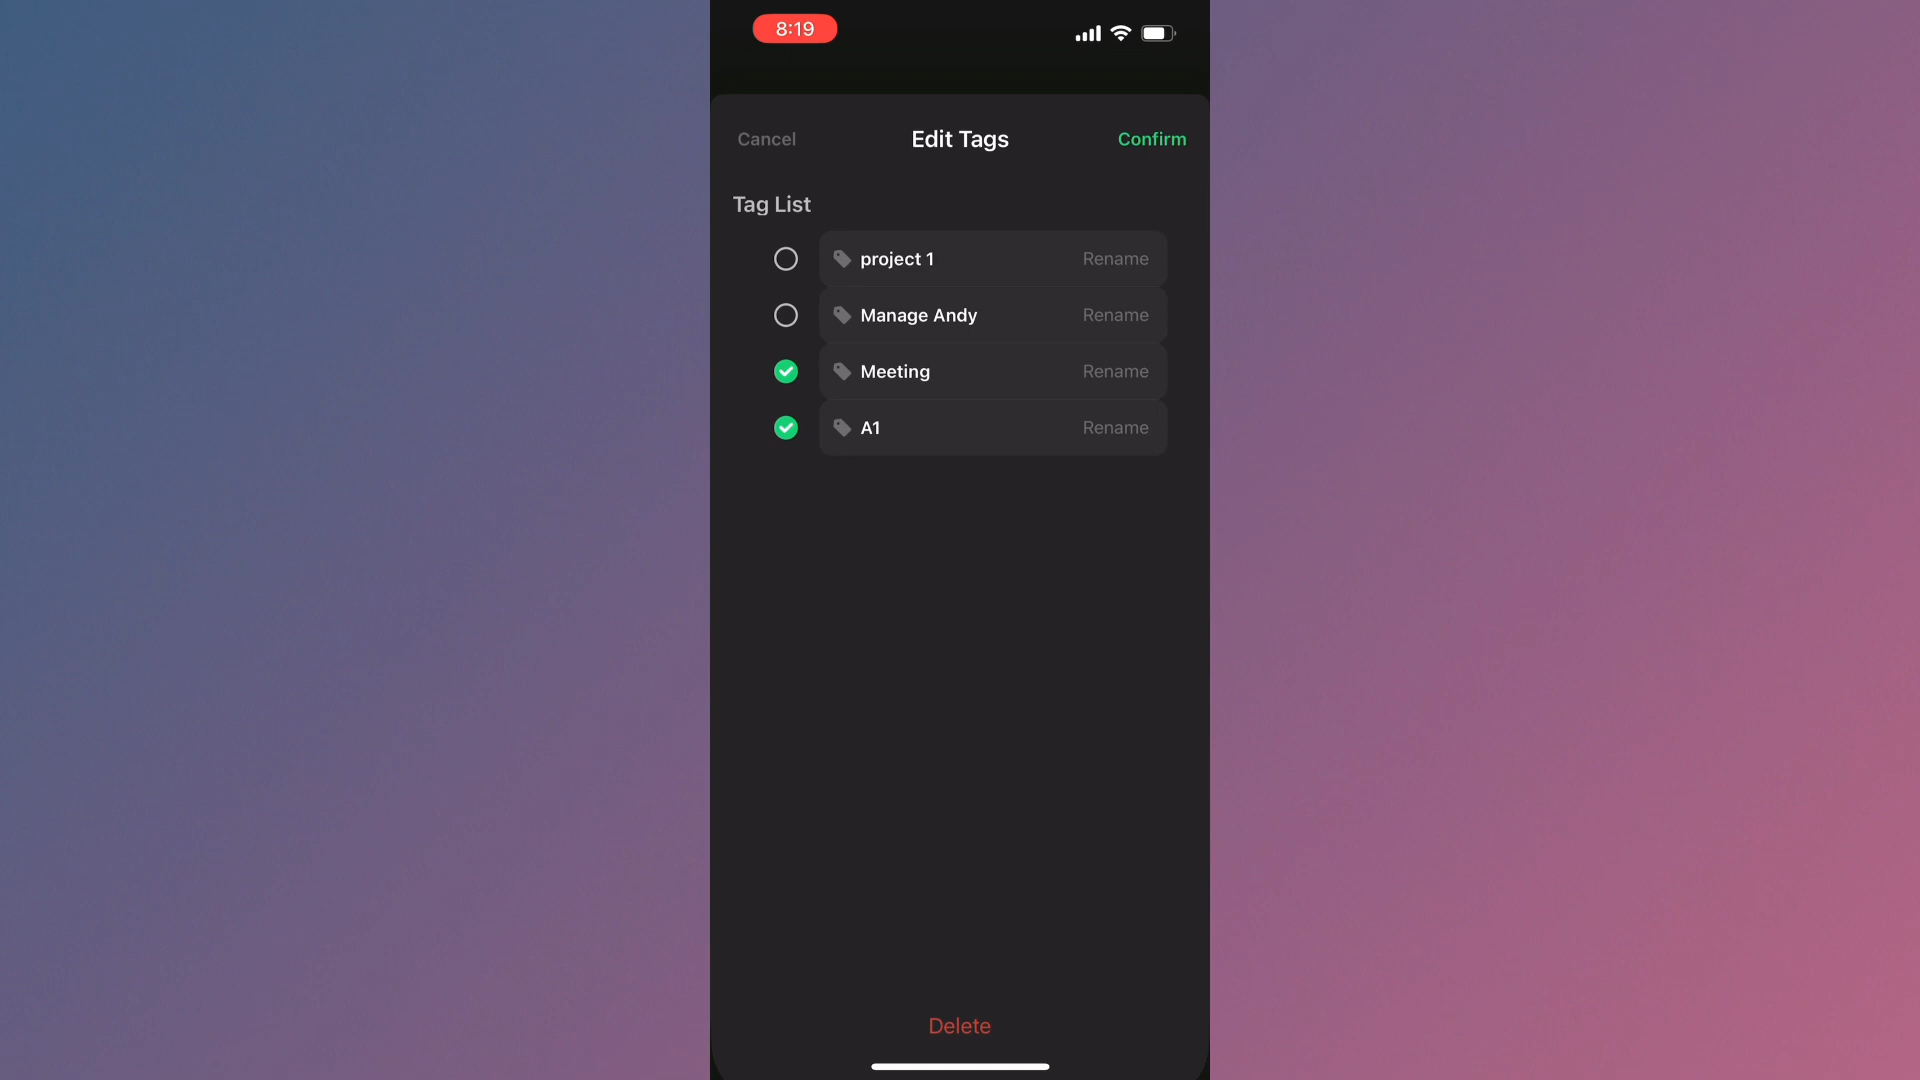 8:19
Cancel Edit Tags Confirm
Tag List
project 1 Rename
Manage Andy Rename
Meeting Rename
A1 Rename
Delete